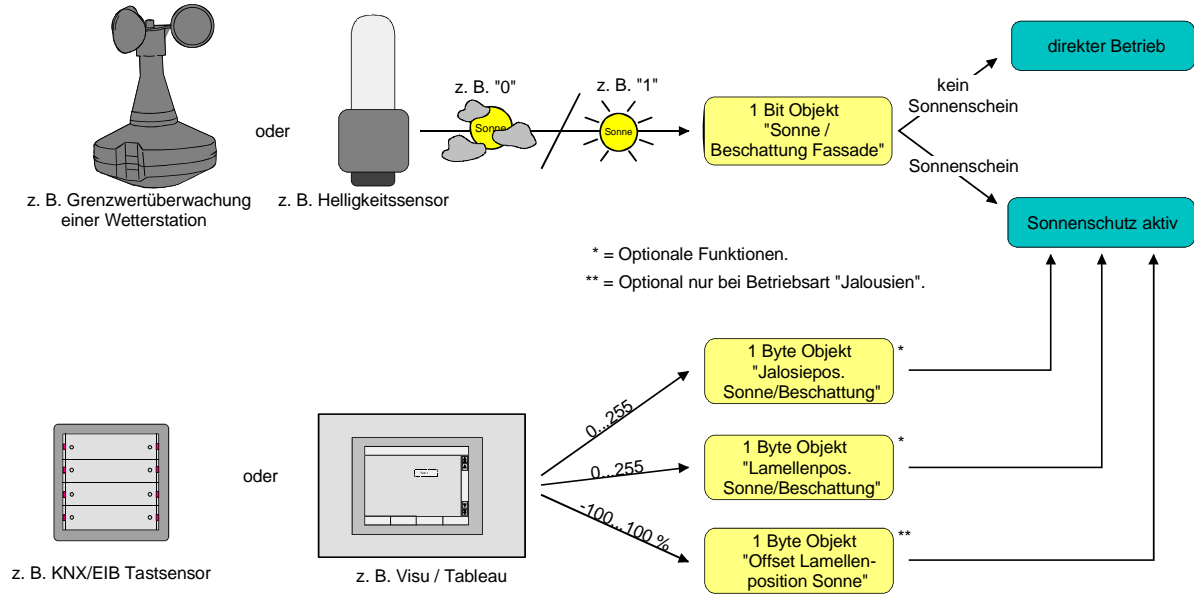 direkter Betrieb
z. B. "0"
z. B. "1"
kein
Sonnenschein
oder
Sonne
Sonne
1 Bit Objekt
"Sonne /
Beschattung Fassade"
Sonnenschein
z. B. Grenzwertüberwachung
einer Wetterstation
z. B. Helligkeitssensor
Sonnenschutz aktiv
* = Optionale Funktionen.
** = Optional nur bei Betriebsart "Jalousien".
1 Byte Objekt
"Jalosiepos.
Sonne/Beschattung"
*
0...255
oder
0...255
1 Byte Objekt
"Lamellenpos.
Sonne/Beschattung"
*
-100...100 %
1 Byte Objekt
"Offset Lamellen-
position Sonne"
**
z. B. KNX/EIB Tastsensor
z. B. Visu / Tableau